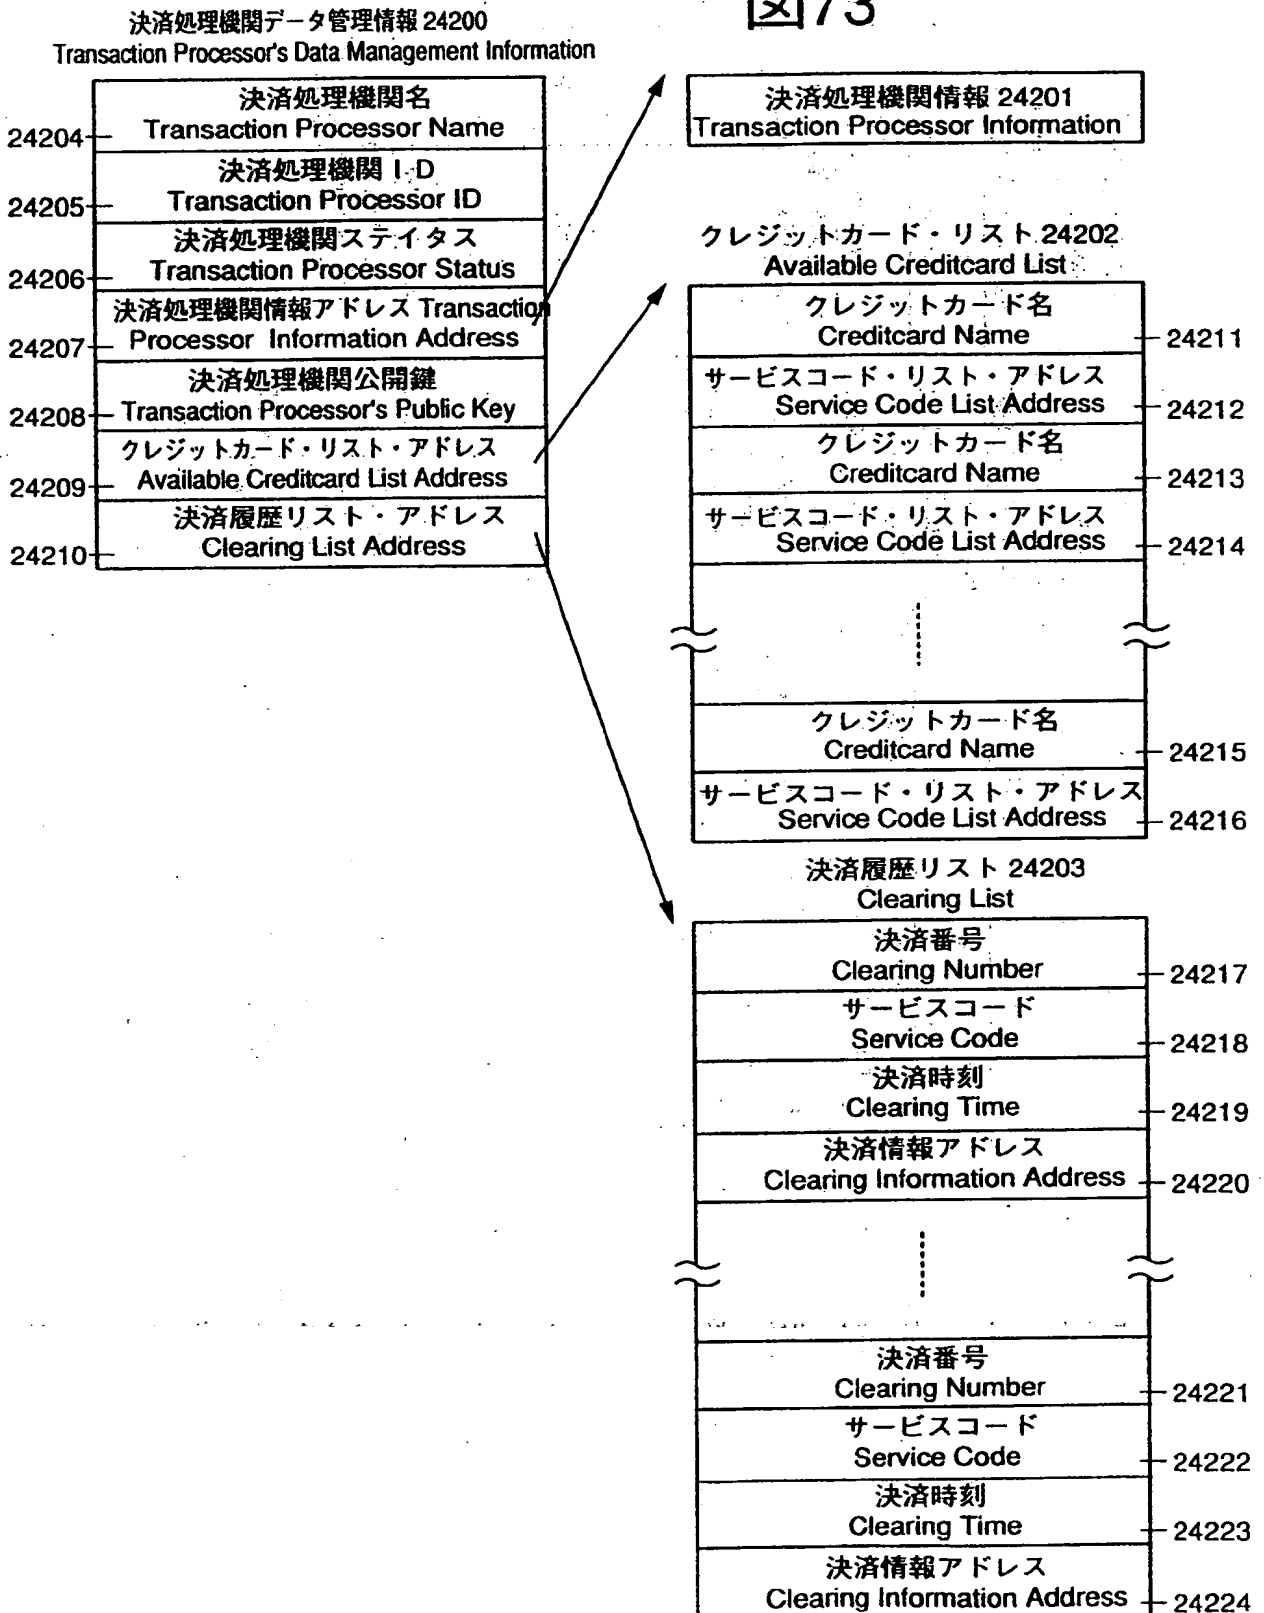 図73
決済処理機関データ管理情報 24200
Transaction Processor's Data Management Information
決済処理機関名
Transaction Processor Name
24204
決済処理機関ID
Transaction Processor ID
24205
決済処理機関ステイタス
Transaction Processor Status
24206
決済処理機関情報アドレス Transaction
Processor Information Address
24207
決済処理機関公開鍵
Transaction Processor's Public Key
24208
クレジットカード・リスト・アドレス
Available Creditcard List Address
24209
決済履歴リスト・アドレス
Clearing List Address
24210
決済処理機関情報 24201
Transaction Processor Information
クレジットカード・リスト 24202
Available Creditcard List
クレジットカード名
Creditcard Name
24211
サービスコード・リスト・アドレス
Service Code List Address
24212
クレジットカード名
Creditcard Name
24213
サービスコード・リスト・アドレス
Service Code List Address
24214
クレジットカード名
Creditcard Name
24215
サービスコード・リスト・アドレス
Service Code List Address
24216
決済履歴リスト 24203
Clearing List
決済番号
Clearing Number
24217
サービスコード
Service Code
24218
決済時刻
Clearing Time
24219
決済情報アドレス
Clearing Information Address
24220
決済番号
Clearing Number
24221
サービスコード
Service Code
24222
決済時刻
Clearing Time
24223
決済情報アドレス
Clearing Information Address
24224